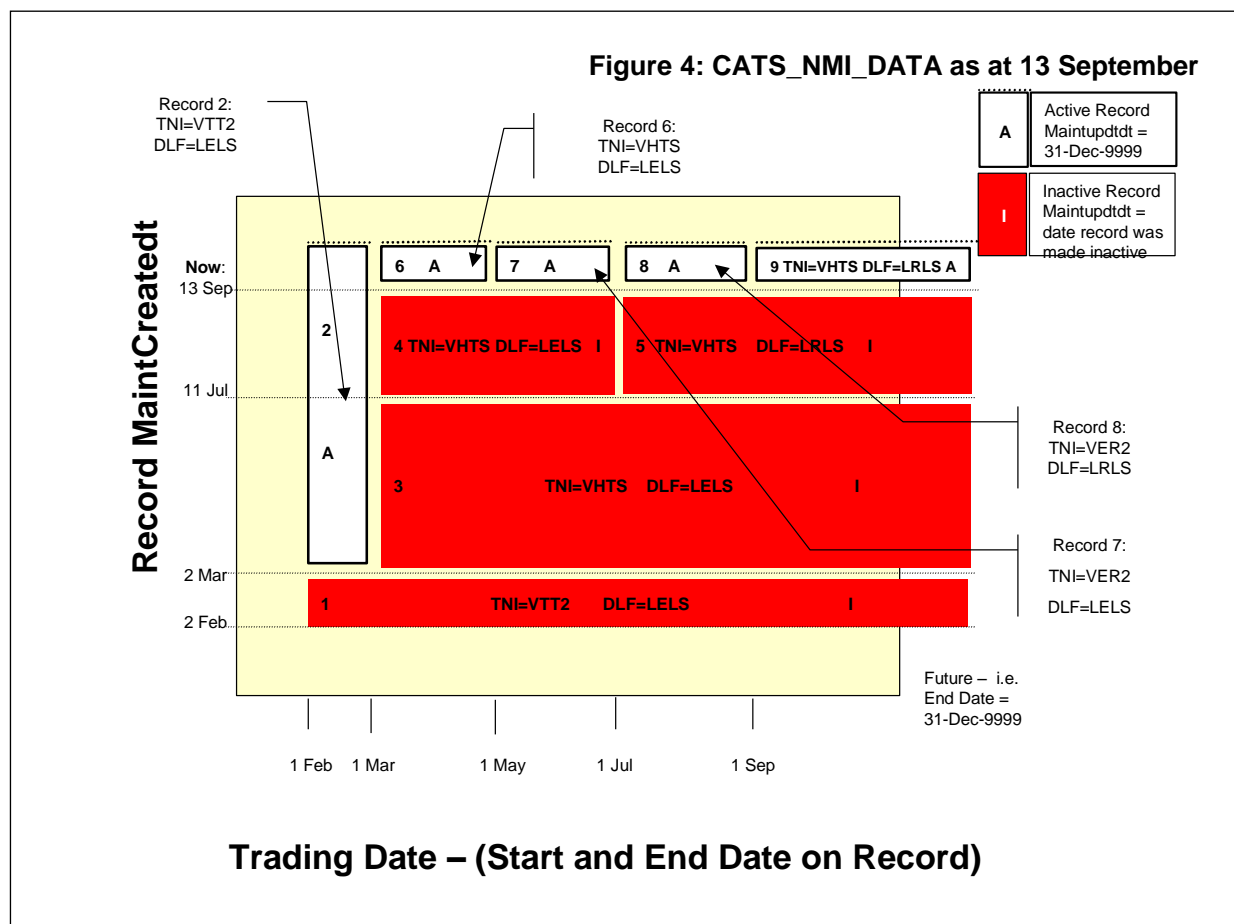 Figure 4: CATS_NMI_DATA as at 13 September
Record 2:
TNI=VTT2
DLF=LELS
Record 6:
TNI=VHTS
DLF=LELS
A
Active Record
Maintupdtdt =
31-Dec-9999
I
Inactive Record
Maintupdtdt =
date record was
made inactive
Record MaintCreatedt
Now:
13 Sep
11 Jul
2 Mar
2 Feb
6 A
7 A
8 A
9 TNI=VHTS DLF=LRLS A
2
A
4 TNI=VHTS DLF=LELS I
5 TNI=VHTS DLF=LRLS I
3 TNI=VHTS DLF=LELS I
1 TNI=VTT2 DLF=LELS I
Record 8:
TNI=VER2
DLF=LRLS
Record 7:
TNI=VER2
DLF=LELS
Future – i.e.
End Date =
31-Dec-9999
1 Feb
1 Mar
1 May
1 Jul
1 Sep
Trading Date – (Start and End Date on Record)